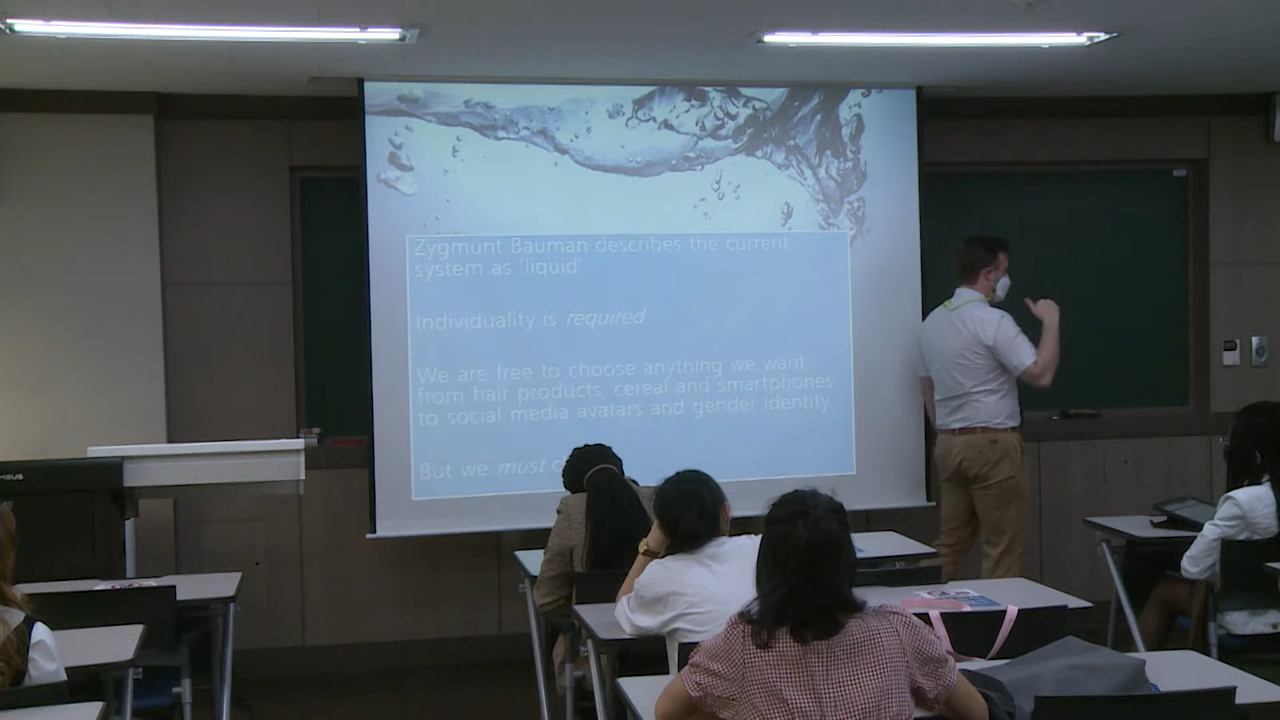 Zygmunt Bauman describes the current
system as 'liquid'
Individuality is required
We are free to choose anything we want,
from hair products, cereal and smartphones
to social media avatars and gender identity.
But we must c